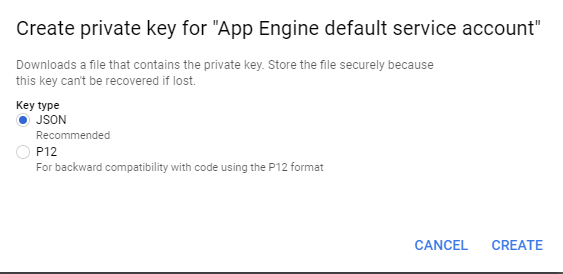 Create private key for "App Engine default service account"
Downloads a file that contains the private key. Store the file securely because
this key can't be recovered if lost.
Key type
JSON
Recommended
P12
For backward compatibility with code using the P12 format
CANCEL CREATE